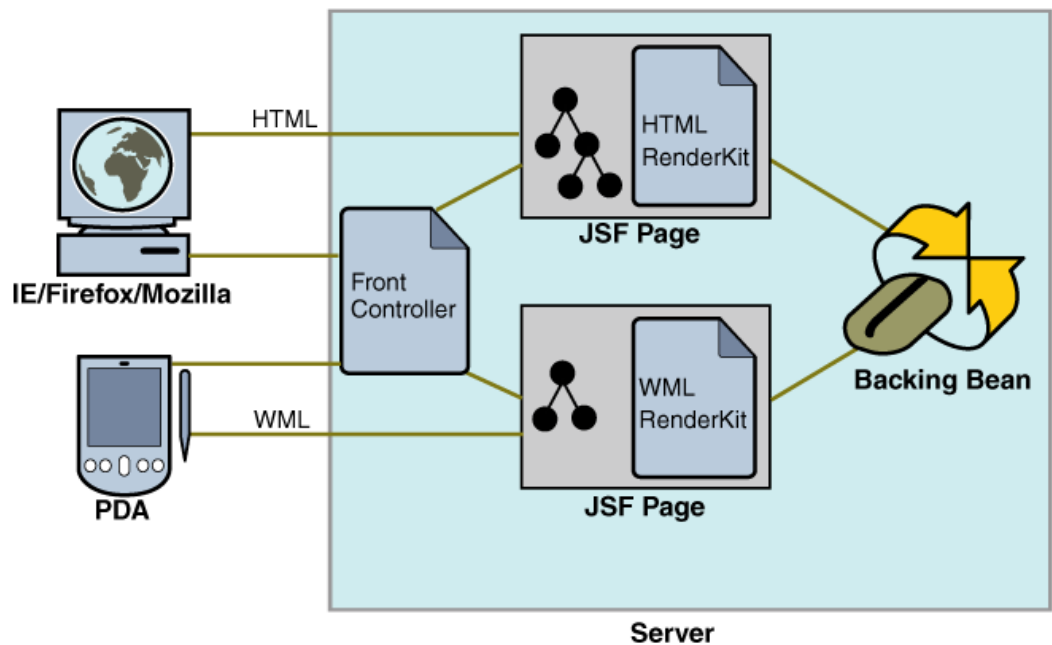 HTML
HTML
RenderKit
JSF Page
IE/Firefox/Mozilla
Front
Controller
WML
RenderKit
Backing Bean
WML
PDA
JSF Page
Server